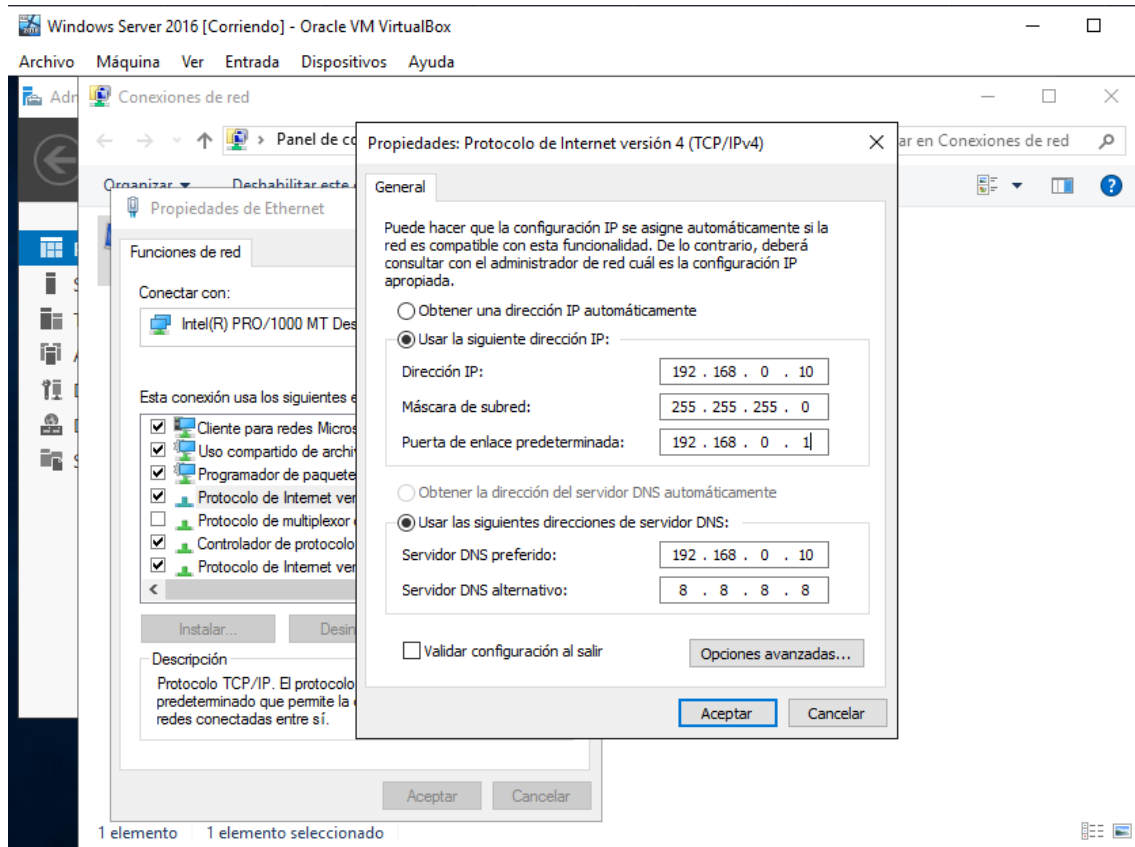 Windows Server 2016 [Corriendo] - Oracle VM VirtualBox
Archivo Máquina Ver Entrada Dispositivos Ayuda
Conexiones de red
Panel de
en Conexiones de red
Organizar Deshabilitar este
Propiedades de Ethernet
Funciones de red
Conectar con:
Intel(R) PRO/1000 MT
Esta conexión usa los siguientes
Cliente para redes
Uso compartido de
Programador de
Protocolo de Internet
Protocolo de multiplexor
Controlador de protocolo
Protocolo de Internet
Instalar...
Descripción
Protocolo TCP/IP. El protocolo
predeterminado que permite la
redes conectadas entre sí.
Aceptar Cancelar
Propiedades: Protocolo de Internet versión 4 (TCP/IPv4)
General
Puede hacer que la configuración IP se asigne automáticamente si la
red es compatible con esta funcionalidad. De lo contrario, deberá
consultar con el administrador de red cuál es la configuración IP
apropiada.
Obtener una dirección IP automáticamente
Usar la siguiente dirección IP:
Dirección IP: 192 . 168 . 0 . 10
Máscara de subred: 255 . 255 . 255 . 0
Puerta de enlace predeterminada: 192 . 168 . 0 . 1
Obtener la dirección del servidor DNS automáticamente
Usar las siguientes direcciones de servidor DNS:
Servidor DNS preferido: 192 . 168 . 0 . 10
Servidor DNS alternativo: 8 . 8 . 8 . 8
Validar configuración al salir
Opciones avanzadas...
Aceptar Cancelar
1 elemento 1 elemento seleccionado